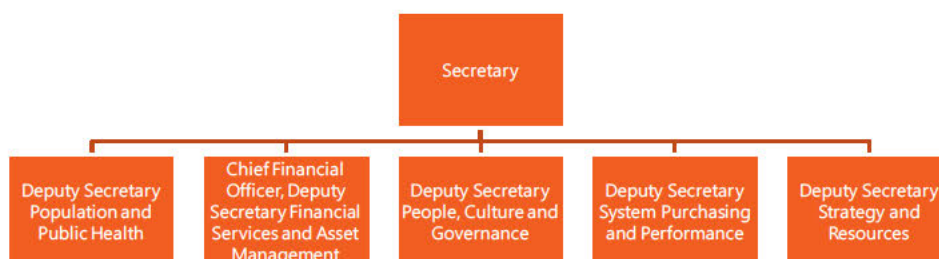 Secretary
Deputy Secretary
Population and
Public Health
Chief Financial
Officer, Deputy
Secretary Financial
Services and Asset
Management
Deputy Secretary
People, Culture and
Governance
Deputy Secretary
System Purchasing
and Performance
Deputy Secretary
Strategy and
Resources